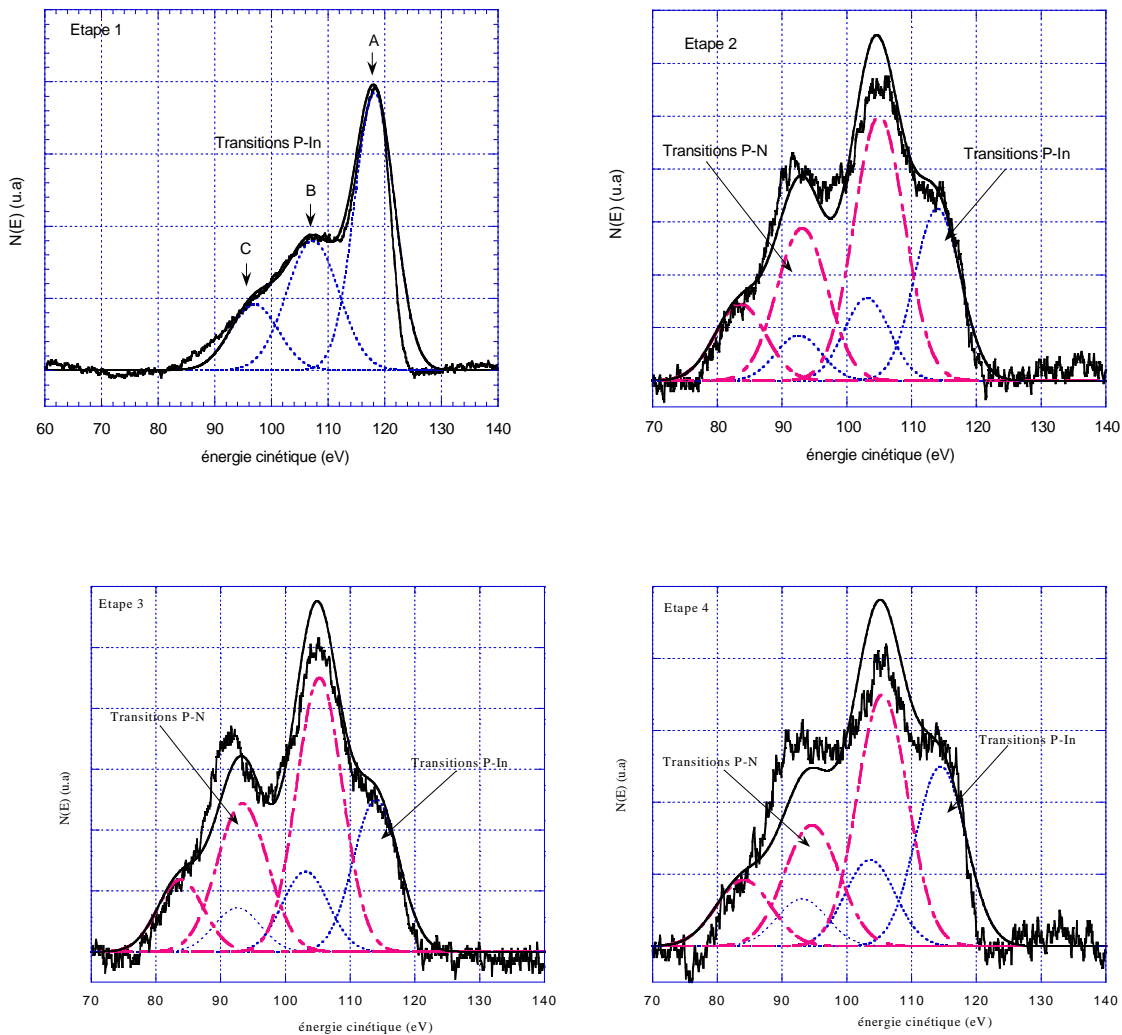 Etape 1
A
Transitions P-In
B
C
N(E) (u.a)
60 70 80 90 100 110 120 130 140
énergie cinétique (eV)
Etape 2
Transitions P-N
Transitions P-In
N(E) (u.a)
70 80 90 100 110 120 130 140
énergie cinétique (eV)
Etape 3
Transitions P-N
Transitions P-In
N(E) (u.a)
70 80 90 100 110 120 130 140
énergie cinétique (eV)
Etape 4
Transitions P-N
Transitions P-In
N(E) (u.a)
70 80 90 100 110 120 130 140
énergie cinétique (eV)